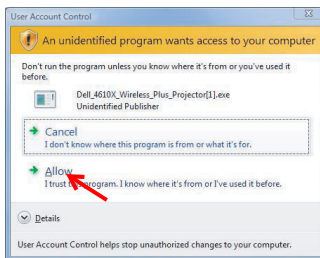 User Account Control
An unidentified program wants access to your computer
Don't run the program unless you know where it's from or you've used it
before.
Dell_4610X_Wireless_Plus_Projector[1].exe
Unidentified Publisher
Cancel
I don't know where this program is from or what it's for.
Allow
I trust this program. I know where it's from or I've used it before.
Details
User Account Control helps stop unauthorized changes to your computer.